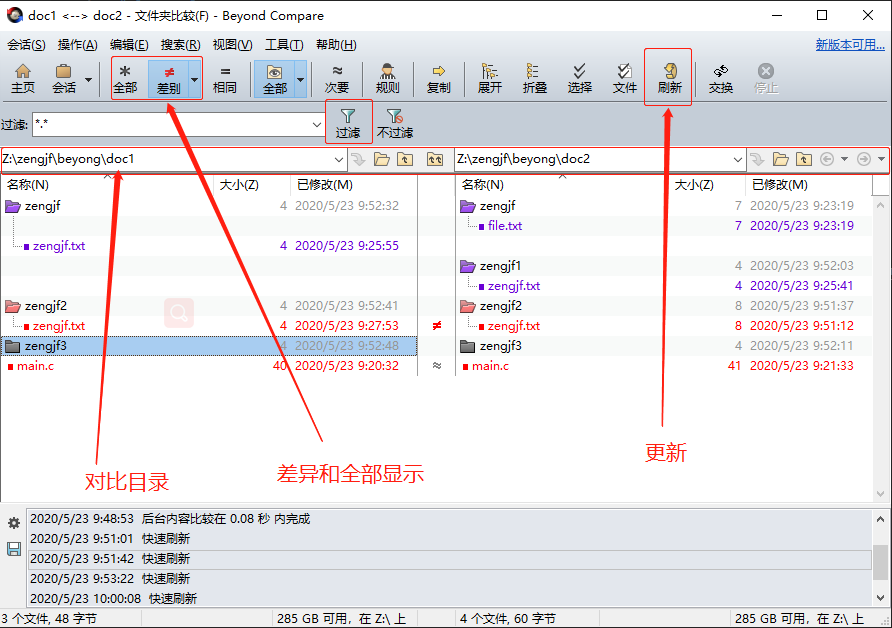 doc1 <--> doc2 - 文件夹比较(F) - Beyond Compare
会话(S) 操作(A) 编辑(E) 搜索(R) 视图(V) 工具(T) 帮助(H) 新版本可用...
主页 会话 全部 差别 相同 全部 次要 规则 复制 展开 折叠 选择 文件 刷新 交换 停止
过滤: *.* 过滤 不过滤
Z:\zengjf\beyong\doc1 Z:\zengjf\beyong\doc2
名称(N) 大小(Z) 已修改(M) 名称(N) 大小(Z) 已修改(M)
zengjf 4 2020/5/23 9:52:32 zengjf 7 2020/5/23 9:23:19
file.txt 7 2020/5/23 9:23:19
zengjf.txt 4 2020/5/23 9:25:55
zengjf1 4 2020/5/23 9:52:03
zengjf.txt 4 2020/5/23 9:25:41
zengjf2 4 2020/5/23 9:52:41 zengjf2 8 2020/5/23 9:51:37
zengjf.txt 4 2020/5/23 9:27:53 ≠ zengjf.txt 8 2020/5/23 9:51:12
zengjf3 4 2020/5/23 9:52:48 zengjf3 4 2020/5/23 9:52:11
main.c 40 2020/5/23 9:20:32 ≈ main.c 41 2020/5/23 9:21:33
更新
差异和全部显示
对比目录
2020/5/23 9:48:53 后台内容比较在 0.08 秒 内完成
2020/5/23 9:51:01 快速刷新
2020/5/23 9:51:42 快速刷新
2020/5/23 9:53:22 快速刷新
2020/5/23 10:00:08 快速刷新
3 个文件, 48 字节 285 GB 可用，在 Z:\ 上 4 个文件, 60 字节 285 GB 可用，在 Z:\ 上